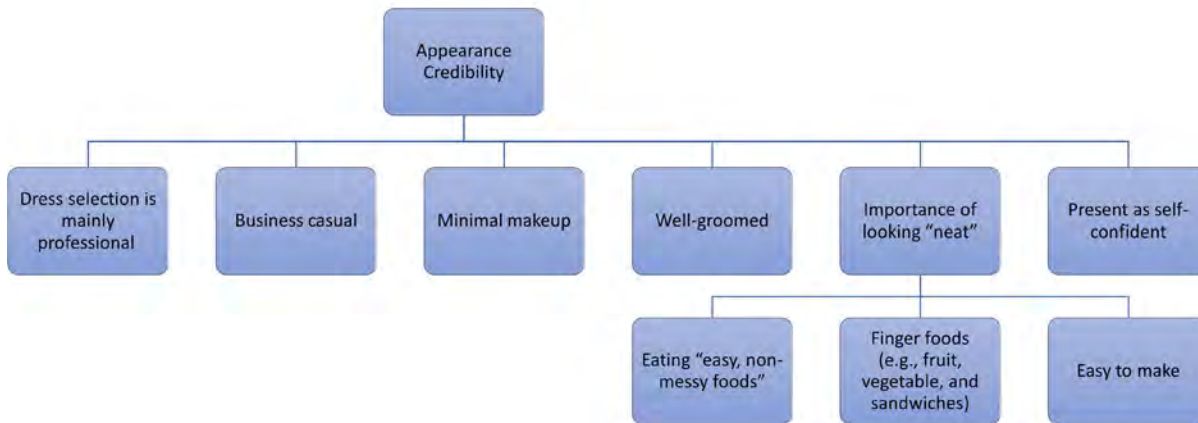 Appearance
Credibility
Dress selection is
mainly
professional
Business casual
Minimal makeup
Well-groomed
Importance of
looking “neat”
Present as self-
confident
Eating “easy, non-
messy foods”
Finger foods
(e.g., fruit,
vegetable, and
sandwiches)
Easy to make